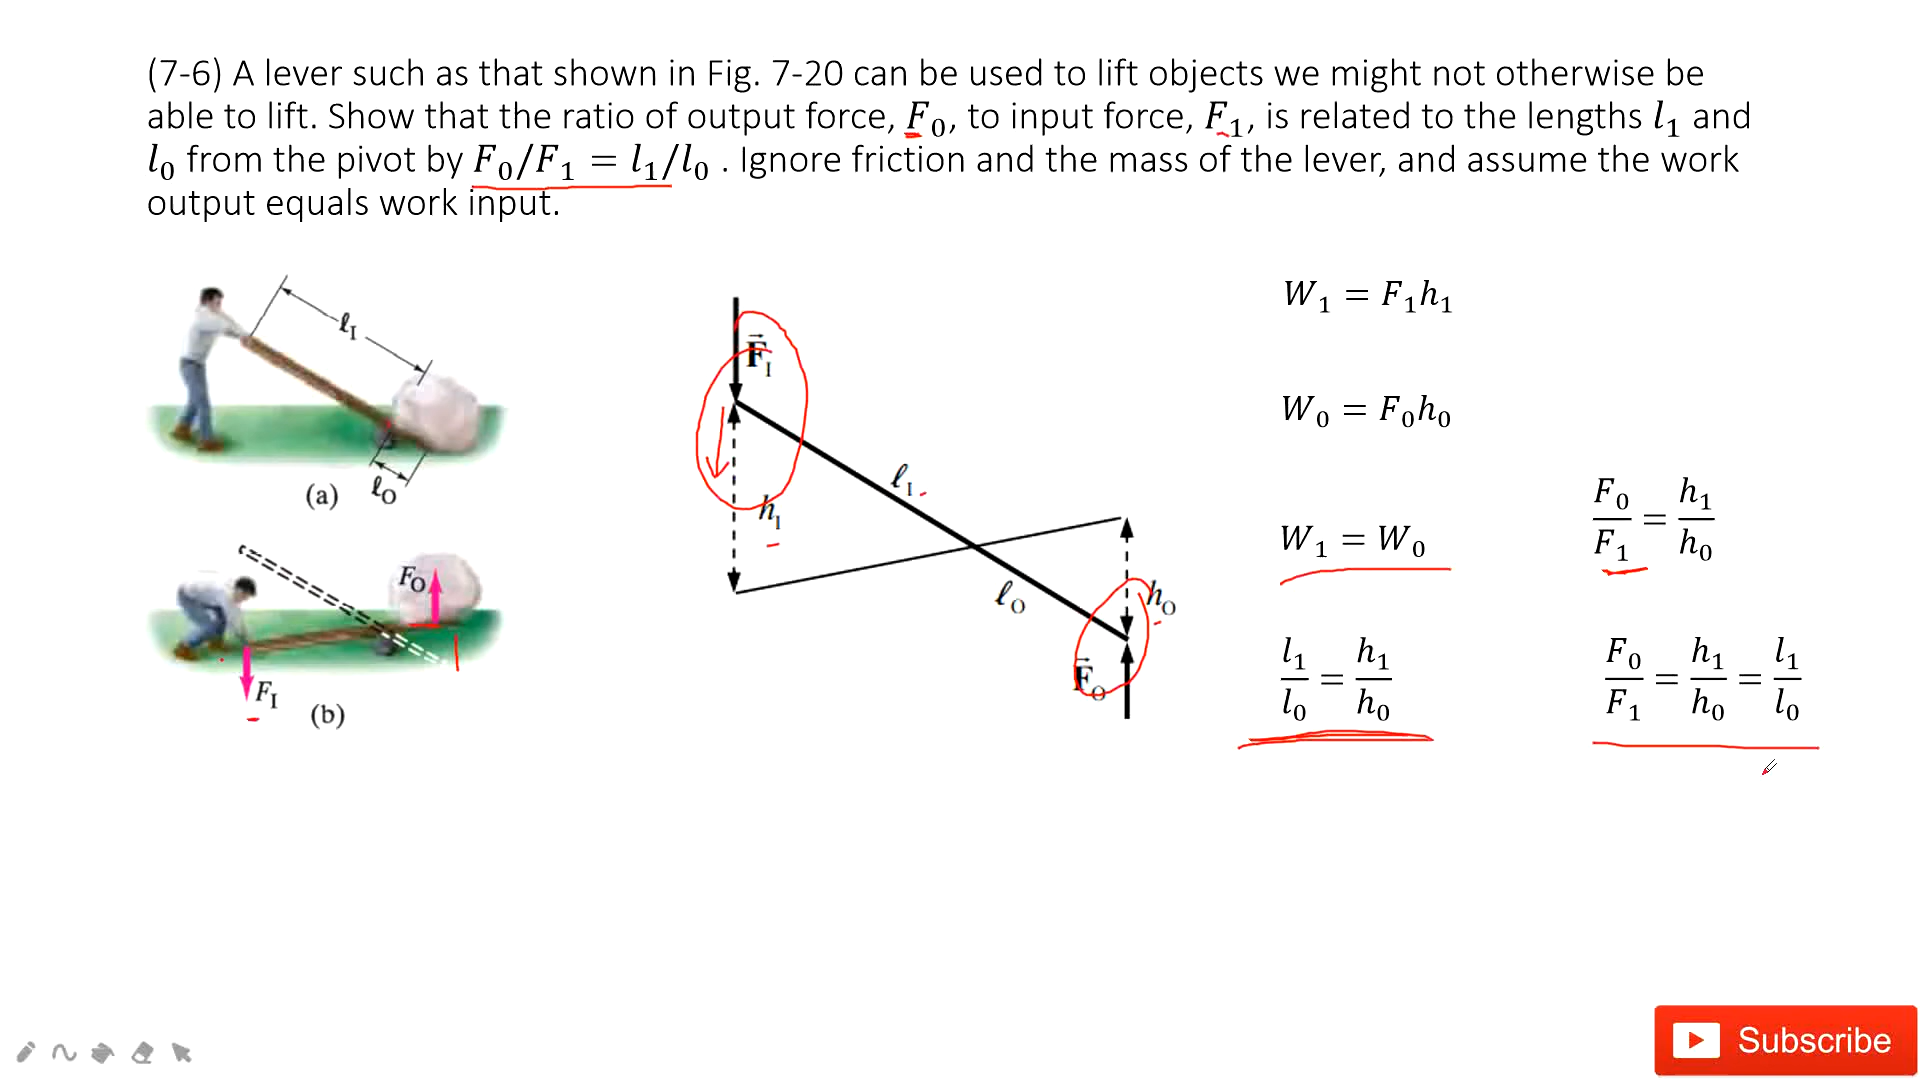 (7-6) A lever such as that shown in Fig. 7-20 can be used to lift objects we might not otherwise be
able to lift. Show that the ratio of output force, F₀, to input force, F₁, is related to the lengths l₁ and
l₀ from the pivot by F₀/F₁ = l₁/l₀ . Ignore friction and the mass of the lever, and assume the work
output equals work input.
ℓI
ℓO
(a)
FO
FI
(b)
F⃗I
ℓI
hI
ℓO
hO
F⃗O
W₁ = F₁h₁
W₀ = F₀h₀
W₁ = W₀
F₀/F₁ = h₁/h₀
l₁/l₀ = h₁/h₀
F₀/F₁ = h₁/h₀ = l₁/l₀
Subscribe